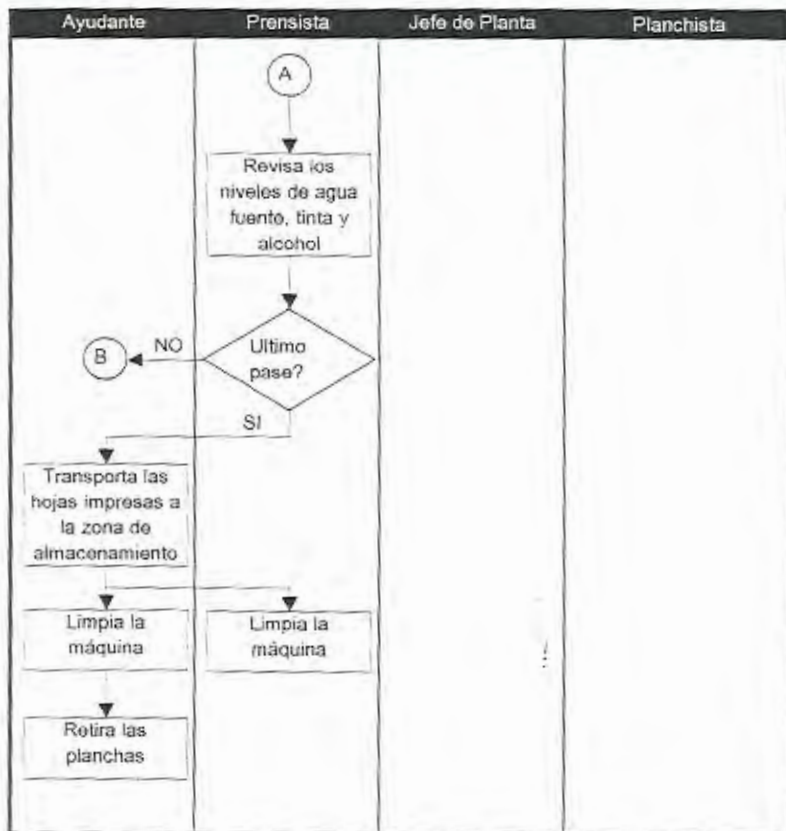 Ayudante Prensista Jefe de Planta Planchista
A
Revisa los
niveles de agua
fuente, tinta y
alcohol
B NO Ultimo
pase?
SI
Transporta las
hojas impresas a
la zona de
almacenamiento
Limpia la
máquina
Limpia la
máquina
Retira las
planchas